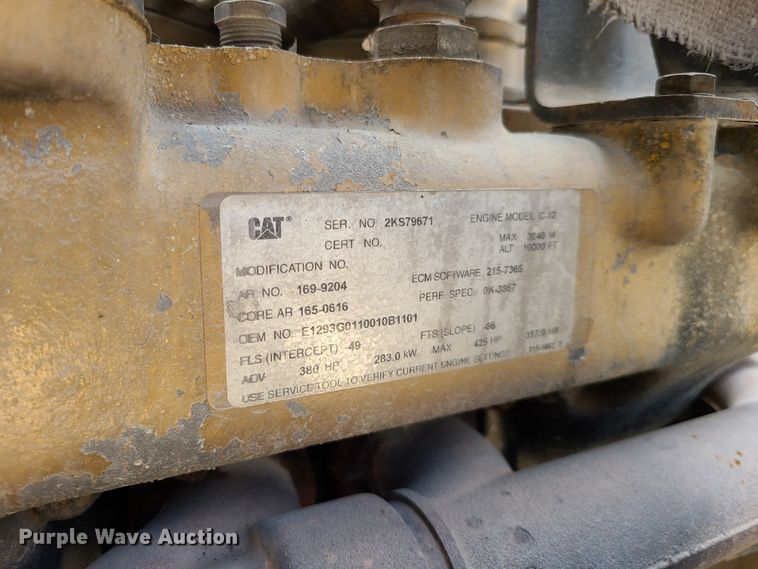 CAT® SER. NO. 2KS79671 ENGINE MODEL C-12
CERT NO. MAX 3048 M
ALT 10000 FT
MODIFICATION NO.
AR NO. 169-9204 ECM SOFTWARE 215-7365
CORE AR 165-0616 PERF SPEC 0K-3867
OEM NO. E1293G0110010B1101
FLS (INTERCEPT) 49 FTS (SLOPE) -86
ADV 380 HP 283.0 kW MAX 425 HP 317.0 kW
USE SERVICE TOOL TO VERIFY CURRENT ENGINE SETTINGS
Purple Wave Auction